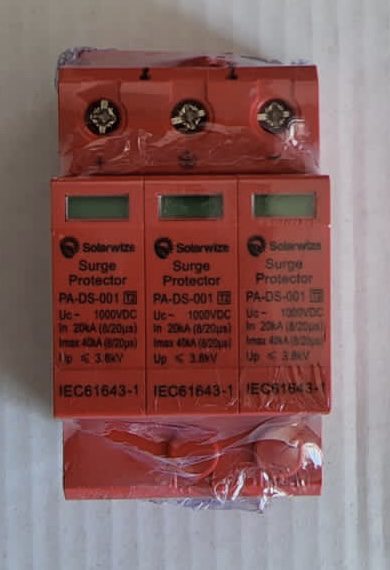 + -
Solarwize
Surge
Protector
PA-DS-001 T2
Uc~ 1000VDC
In 20kA (8/20µs)
Imax 40kA (8/20µs)
Up ≤ 3.8kV
IEC61643-1
Solarwize
Surge
Protector
PA-DS-001 T2
Uc~ 1000VDC
In 20kA (8/20µs)
Imax 40kA (8/20µs)
Up ≤ 3.8kV
IEC61643-1
Solarwize
Surge
Protector
PA-DS-001 T2
Uc~ 1000VDC
In 20kA (8/20µs)
Imax 40kA (8/20µs)
Up ≤ 3.8kV
IEC61643-1